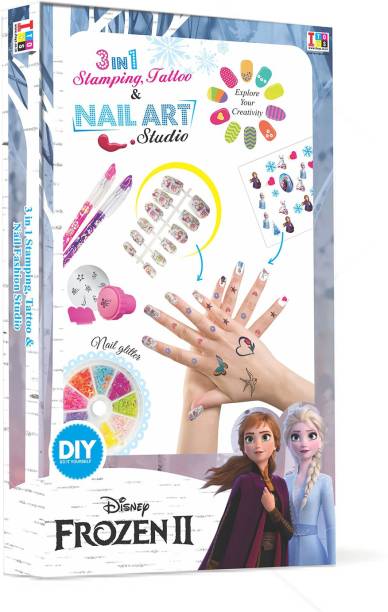 3 in 1
Stamping, Tattoo
&
NAIL ART
Studio
Explore
Your
Creativity
Nail glitter
DIY
DO IT YOURSELF
Disney
FROZEN II
3 in 1 Stamping, Tattoo &
Nail Fashion Studio